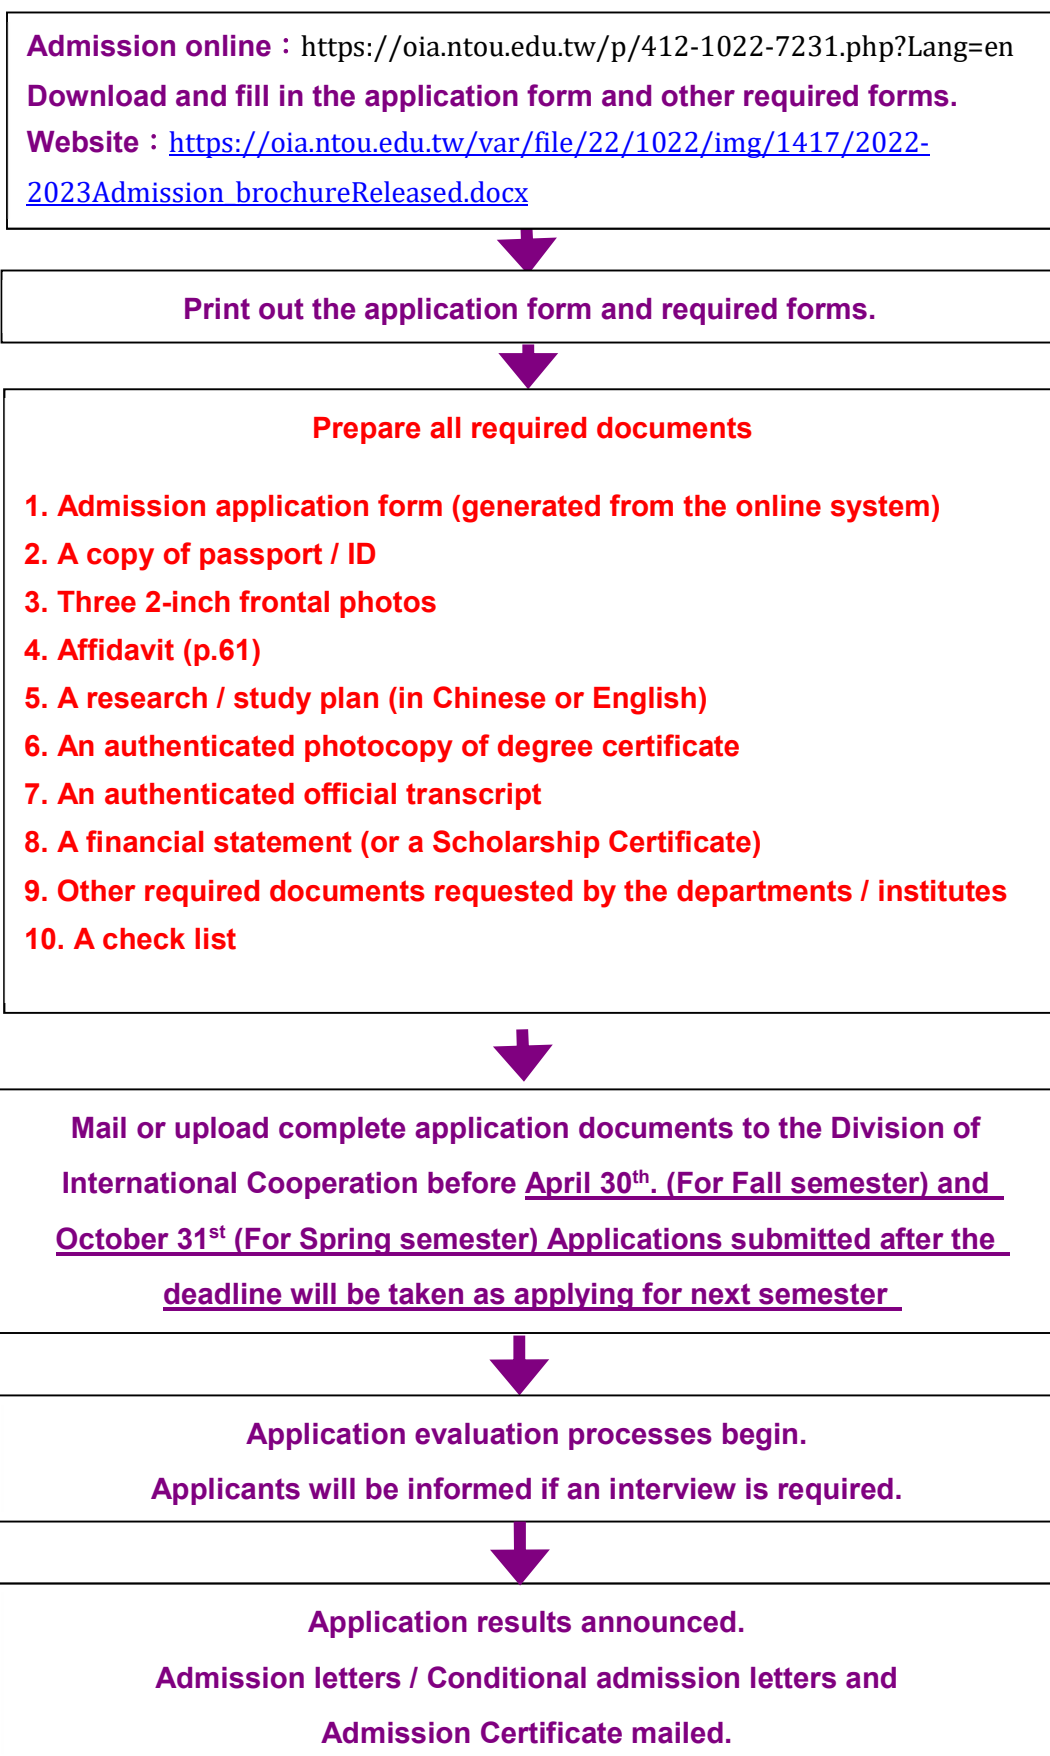 Admission online：https://oia.ntou.edu.tw/p/412-1022-7231.php?Lang=en
Download and fill in the application form and other required forms.
Website：https://oia.ntou.edu.tw/var/file/22/1022/img/1417/2022-
2023Admission_brochureReleased.docx
Print out the application form and required forms.
Prepare all required documents
1. Admission application form (generated from the online system)
2. A copy of passport / ID
3. Three 2-inch frontal photos
4. Affidavit (p.61)
5. A research / study plan (in Chinese or English)
6. An authenticated photocopy of degree certificate
7. An authenticated official transcript
8. A financial statement (or a Scholarship Certificate)
9. Other required documents requested by the departments / institutes
10. A check list
Mail or upload complete application documents to the Division of
International Cooperation before April 30th. (For Fall semester) and
October 31st (For Spring semester) Applications submitted after the
deadline will be taken as applying for next semester
Application evaluation processes begin.
Applicants will be informed if an interview is required.
Application results announced.
Admission letters / Conditional admission letters and
Admission Certificate mailed.